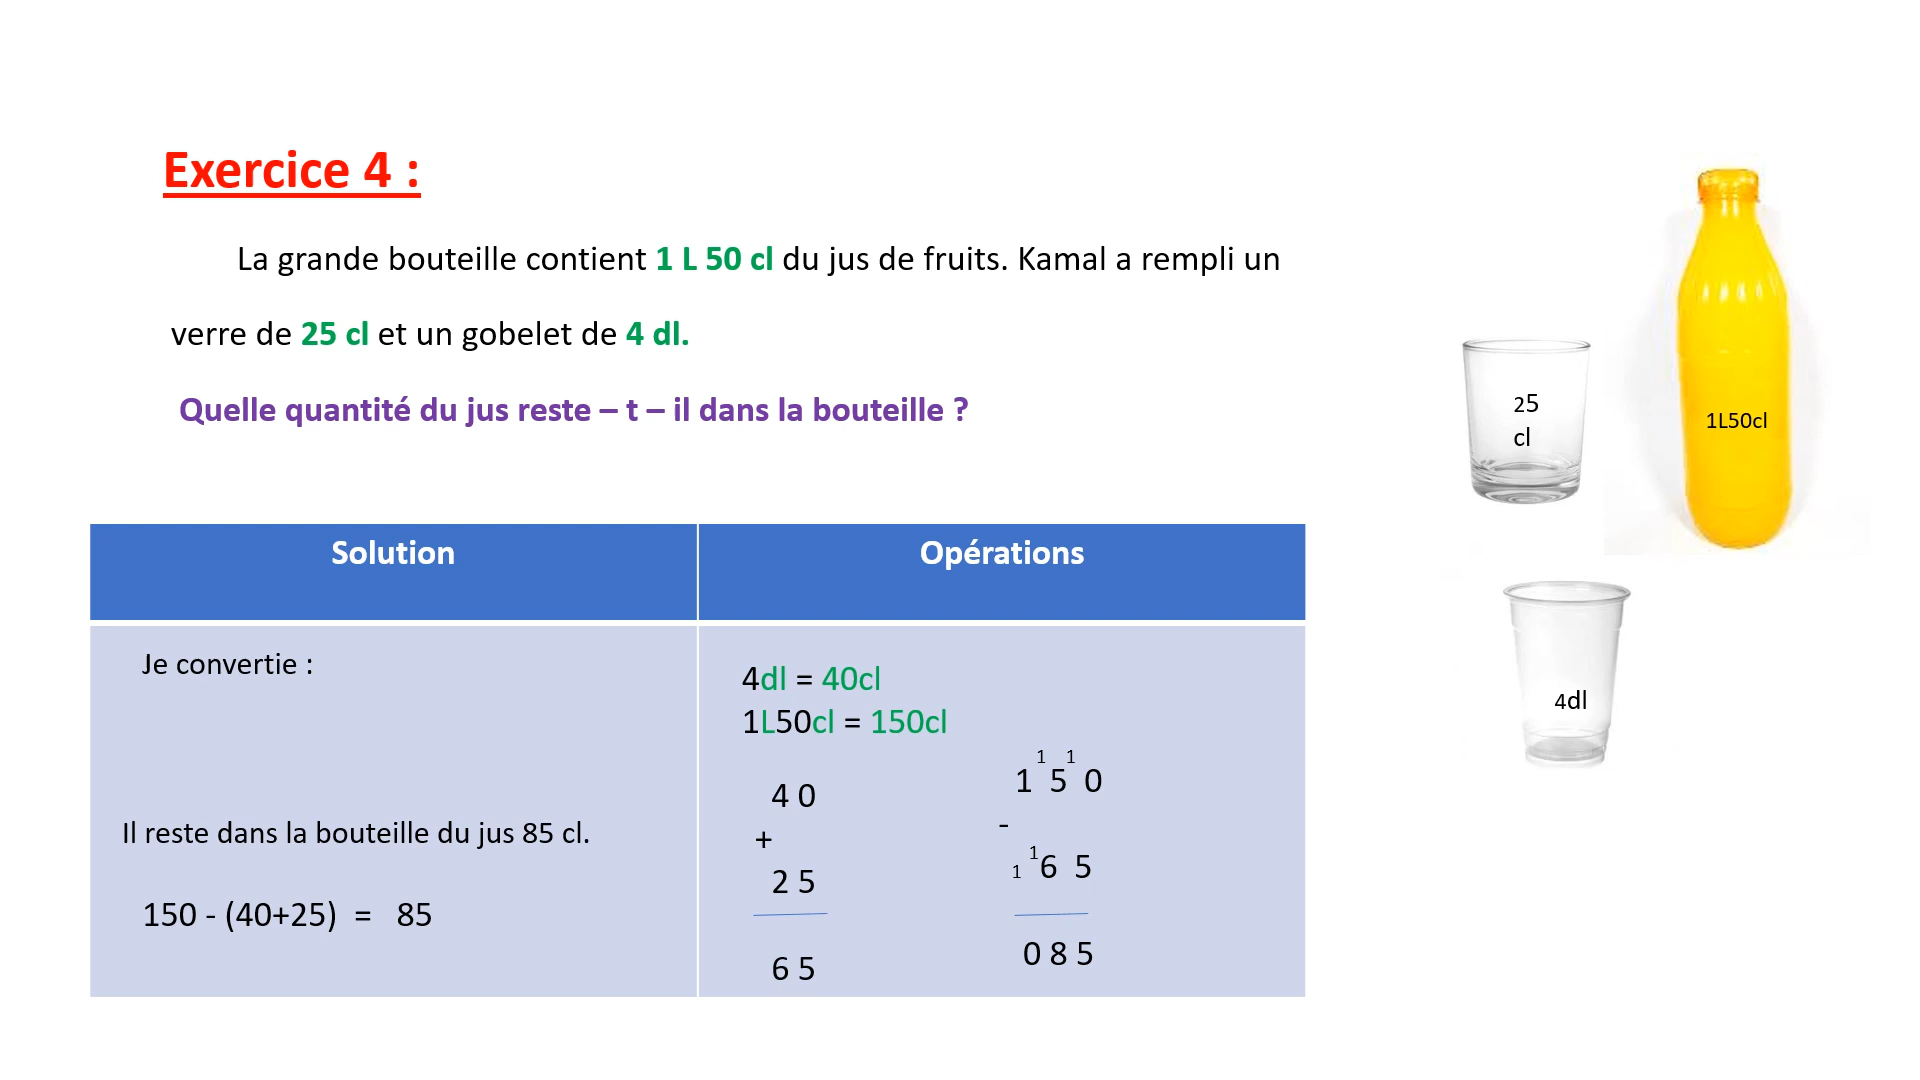 Exercice 4 :
La grande bouteille contient 1 L 50 cl du jus de fruits. Kamal a rempli un
verre de 25 cl et un gobelet de 4 dl.
Quelle quantité du jus reste – t – il dans la bouteille ?
25
cl
1L50cl
4dl
Solution
Opérations
Je convertie :
Il reste dans la bouteille du jus 85 cl.
150 - (40+25) = 85
4dl = 40cl
1L50cl = 150cl
4 0
+
2 5
6 5
1 1
1 5 0
-
1 1 6 5
0 8 5